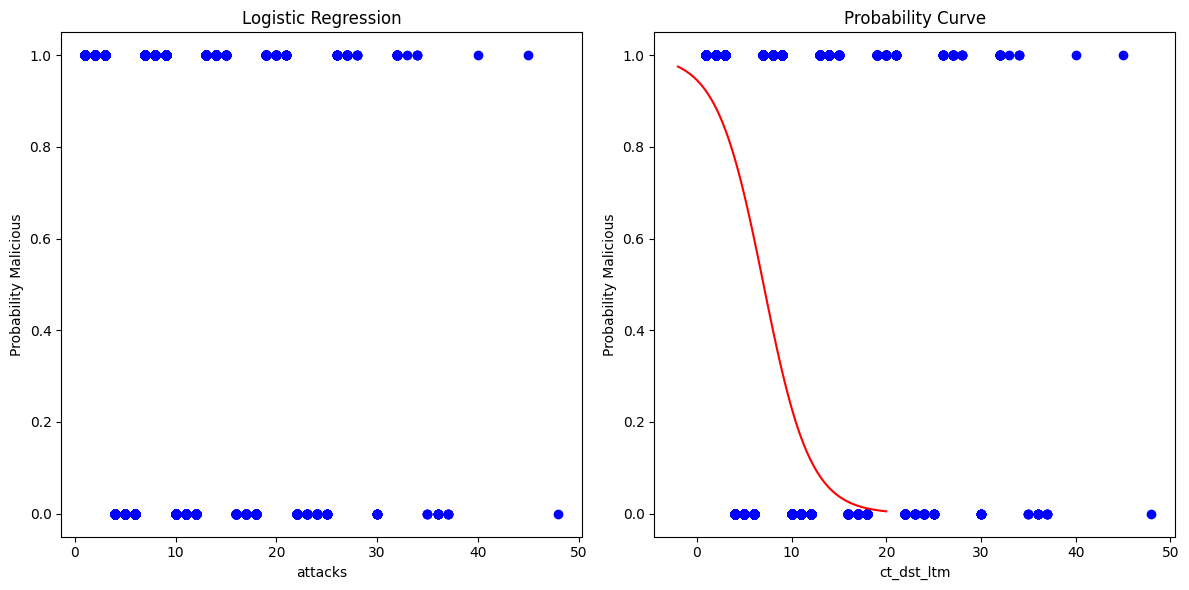 Logistic Regression
Probability Malicious
1.0
0.8
0.6
0.4
0.2
0.0
0 10 20 30 40 50
attacks
Probability Curve
Probability Malicious
1.0
0.8
0.6
0.4
0.2
0.0
0 10 20 30 40 50
ct_dst_ltm